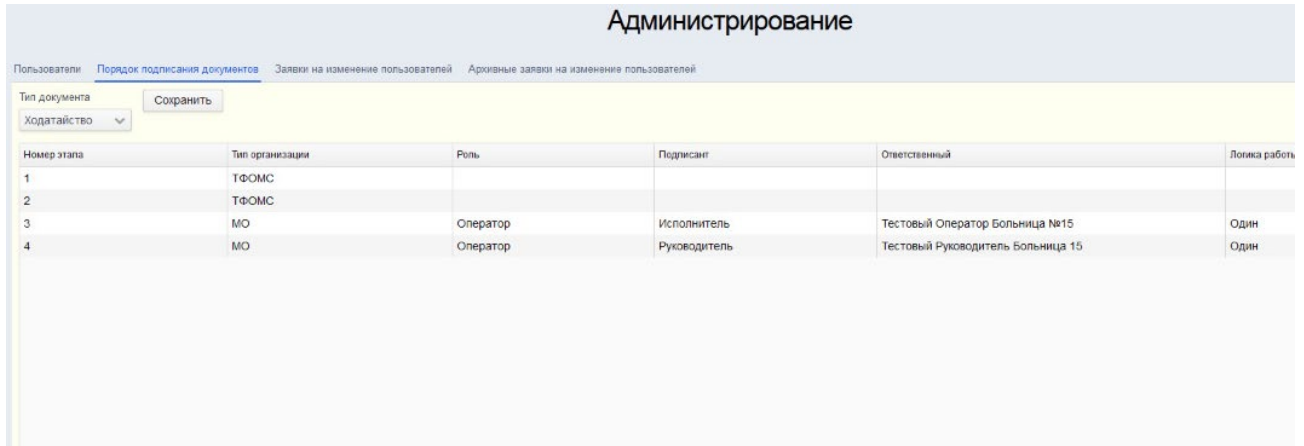 Администрирование
Пользователи Порядок подписания документов Заявки на изменение пользователей Архивные заявки на изменение пользователей
Тип документа
Сохранить
Ходатайство
Номер этапа Тип организации Роль Подписант Ответственный Логика работы
1 ТФОМС
2 ТФОМС
3 МО Оператор Исполнитель Тестовый Оператор Больница №15 Один
4 МО Оператор Руководитель Тестовый Руководитель Больница 15 Один